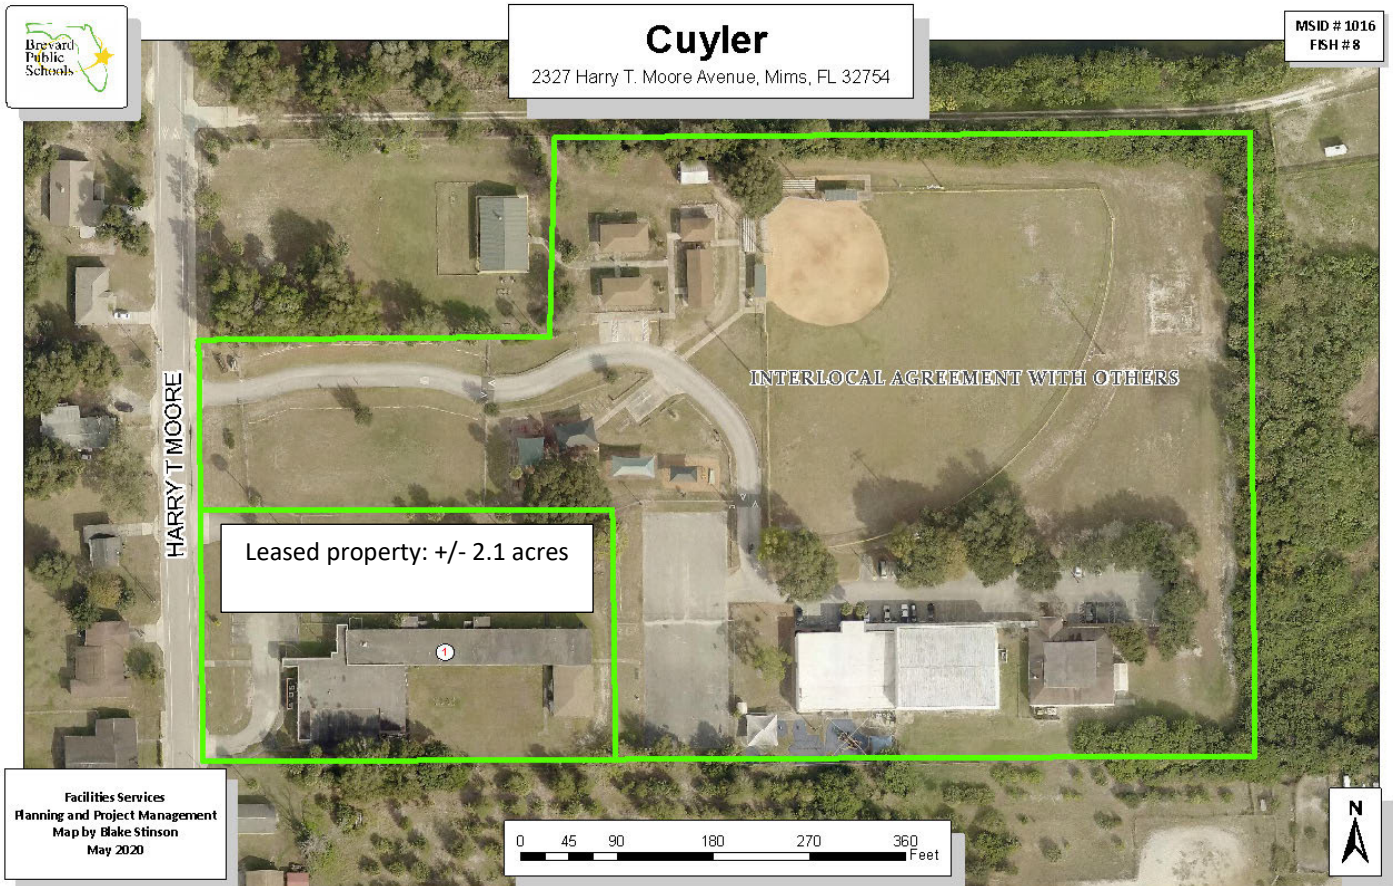 Brevard
Public
Schools
Cuyler
2327 Harry T. Moore Avenue, Mims, FL 32754
MSID # 1016
FISH # 8
HARRY T MOORE
INTERLOCAL AGREEMENT WITH OTHERS
Leased property: +/- 2.1 acres
1
Facilities Services
Planning and Project Management
Map by Blake Stinson
May 2020
0 45 90 180 270 360
Feet
N